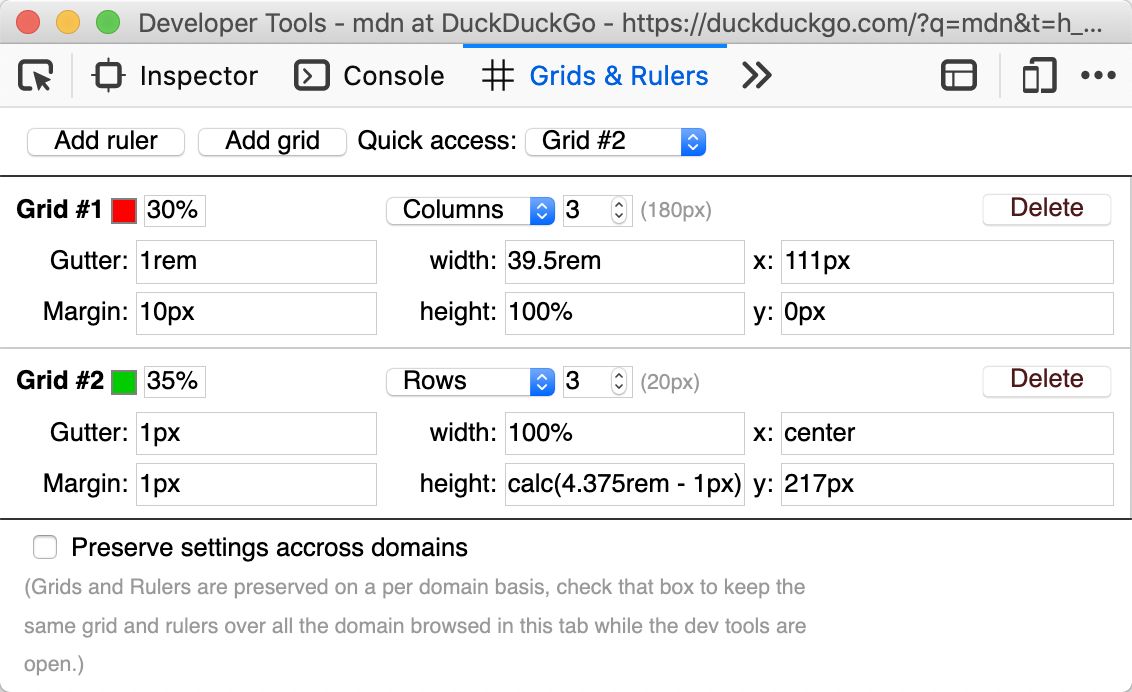 Developer Tools - mdn at DuckDuckGo - https://duckduckgo.com/?q=mdn&t=h_...
Inspector Console Grids & Rulers
Add ruler Add grid Quick access: Grid #2
Grid #1 30% Columns 3 (180px) Delete
Gutter: 1rem width: 39.5rem x: 111px
Margin: 10px height: 100% y: 0px
Grid #2 35% Rows 3 (20px) Delete
Gutter: 1px width: 100% x: center
Margin: 1px height: calc(4.375rem - 1px) y: 217px
Preserve settings accross domains
(Grids and Rulers are preserved on a per domain basis, check that box to keep the
same grid and rulers over all the domain browsed in this tab while the dev tools are
open.)